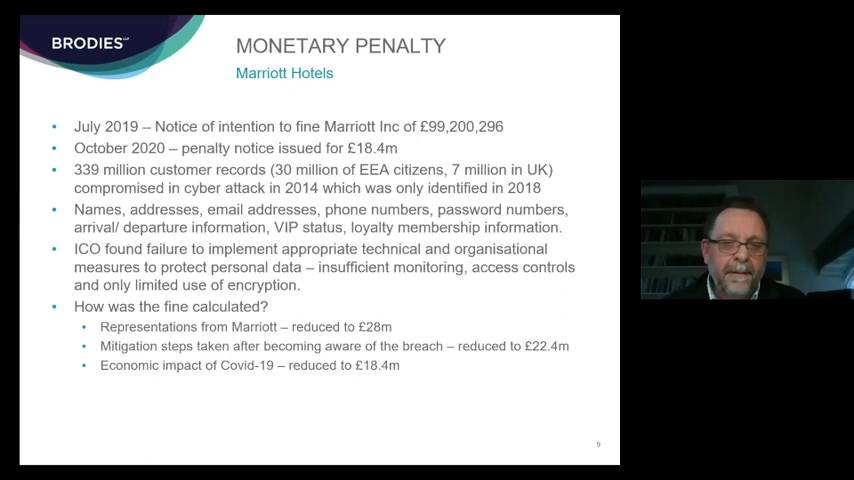 BRODIES LLP
MONETARY PENALTY
Marriott Hotels
• July 2019 – Notice of intention to fine Marriott Inc of £99,200,296
• October 2020 – penalty notice issued for £18.4m
• 339 million customer records (30 million of EEA citizens, 7 million in UK)
compromised in cyber attack in 2014 which was only identified in 2018
• Names, addresses, email addresses, phone numbers, password numbers,
arrival/ departure information, VIP status, loyalty membership information.
• ICO found failure to implement appropriate technical and organisational
measures to protect personal data – insufficient monitoring, access controls
and only limited use of encryption.
• How was the fine calculated?
• Representations from Marriott – reduced to £28m
• Mitigation steps taken after becoming aware of the breach – reduced to £22.4m
• Economic impact of Covid-19 – reduced to £18.4m
9